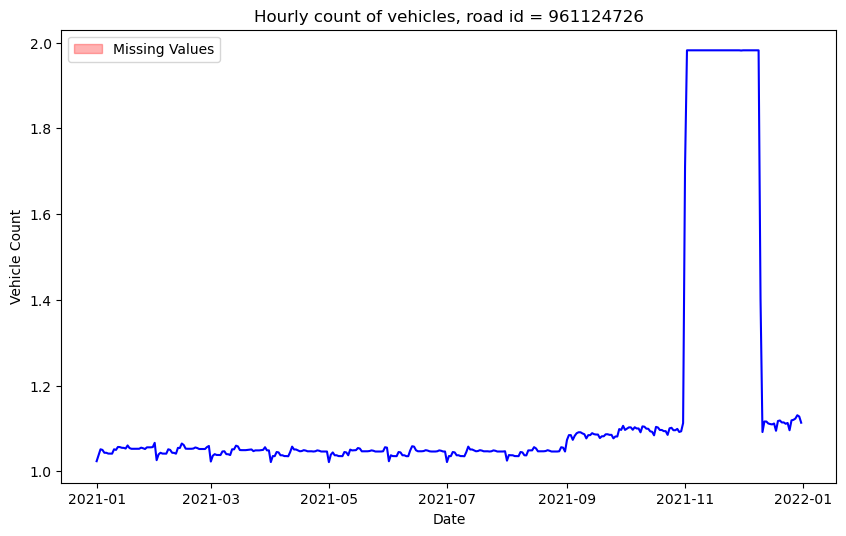 Hourly count of vehicles, road id = 961124726
Missing Values
2.0
1.8
1.6
1.4
1.2
1.0
Vehicle Count
2021-01 2021-03 2021-05 2021-07 2021-09 2021-11 2022-01
Date